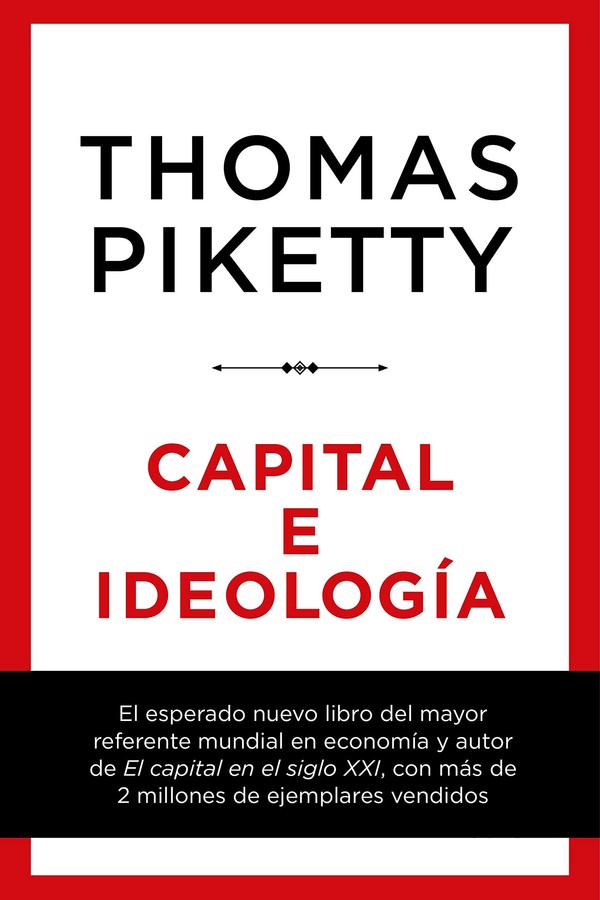 THOMAS
PIKETTY
CAPITAL
E
IDEOLOGÍA
El esperado nuevo libro del mayor
referente mundial en economía y autor
de El capital en el siglo XXI, con más de
2 millones de ejemplares vendidos